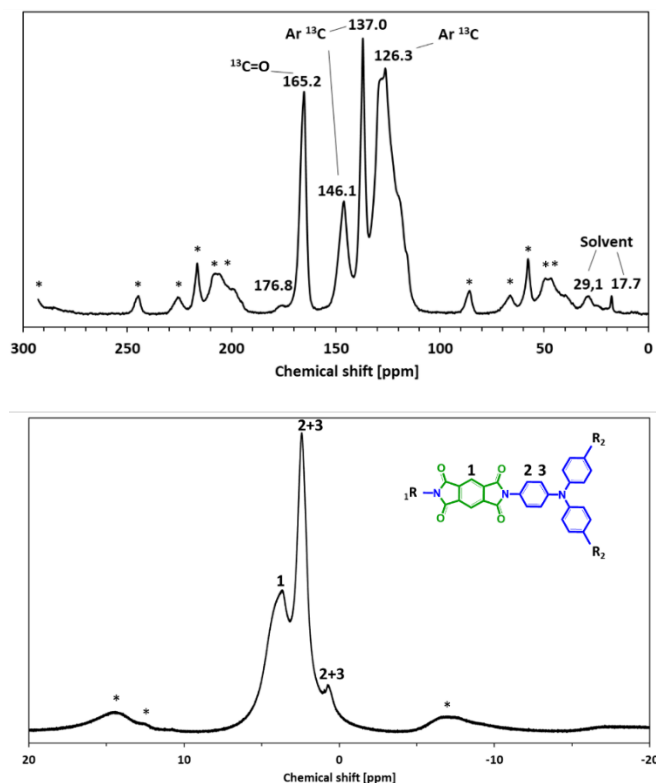 Ar ¹³C 137.0 Ar ¹³C
126.3
¹³C=O
165.2
146.1
176.8
Solvent
29,1 17.7
* * * * * * * * * * *
300 250 200 150 100 50 0
Chemical shift [ppm]
2+3
1
2+3
* * *
1 2 3
O O
₁R N N N
O O
R₂
R₂
20 10 0 -10 -20
Chemical shift [ppm]